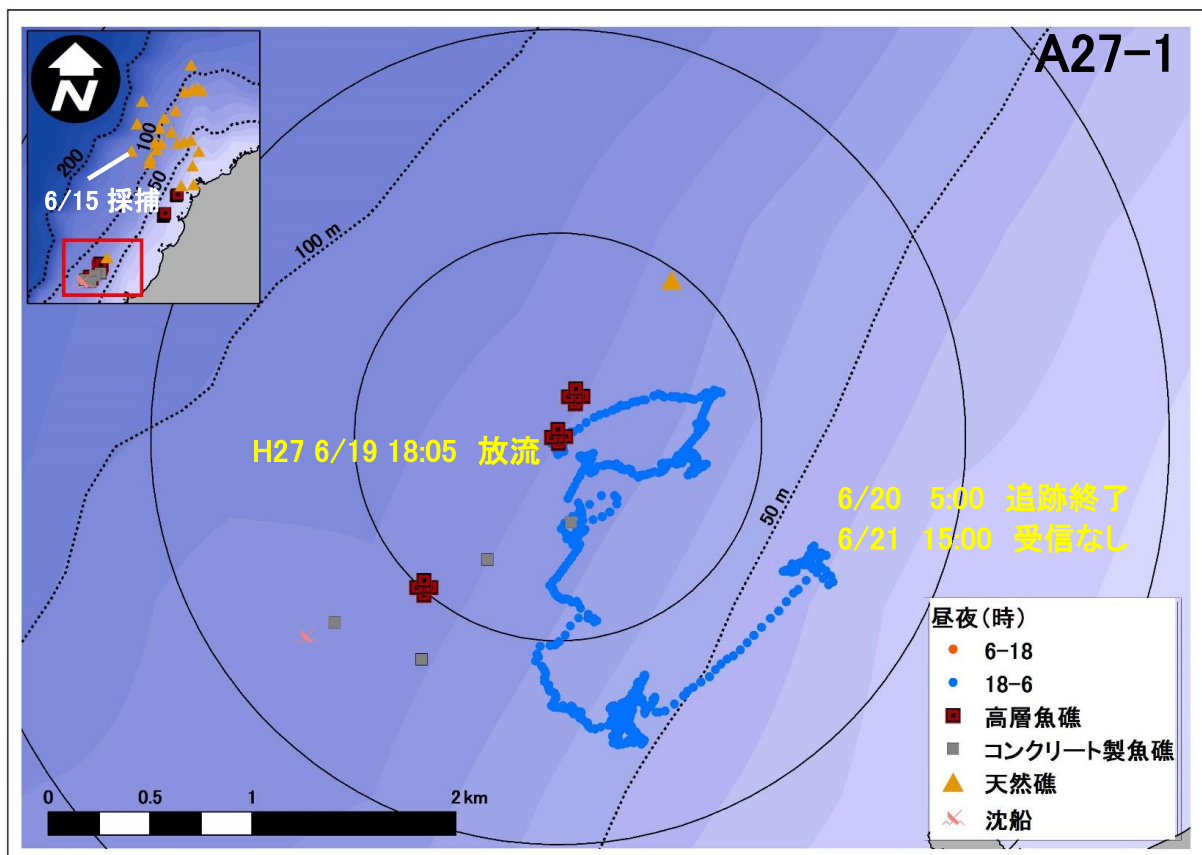 A27-1
N
200
100
50
6/15 採捕
100 m
50 m
H27 6/19 18:05 放流
6/20 5:00 追跡終了
6/21 15:00 受信なし
昼夜(時)
6-18
18-6
高層魚礁
コンクリート製魚礁
天然礁
沈船
0 0.5 1 2 km